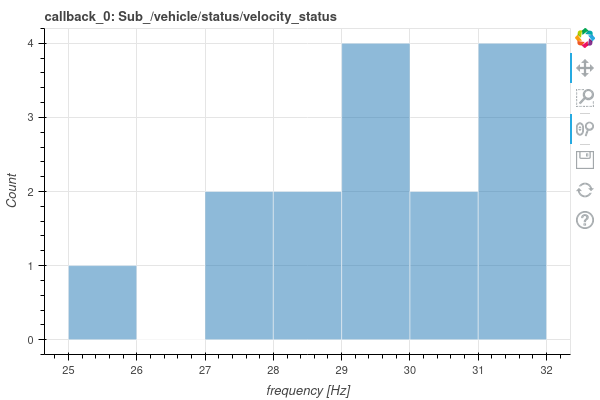 callback_0: Sub_/vehicle/status/velocity_status
4
3
2
1
0
Count
25 26 27 28 29 30 31 32
frequency [Hz]